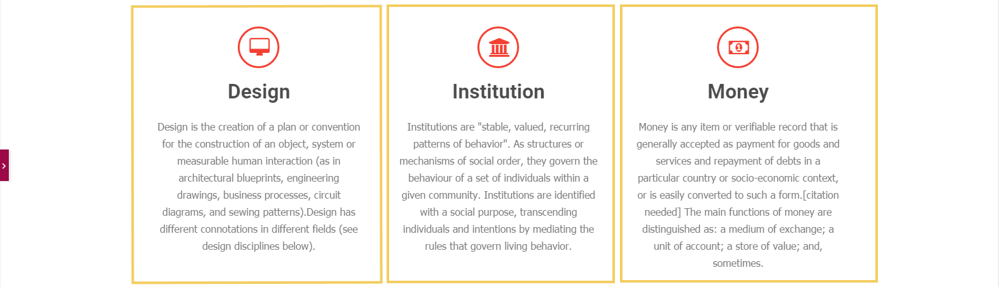 Design
Design is the creation of a plan or convention
for the construction of an object, system or
measurable human interaction (as in
architectural blueprints, engineering
drawings, business processes, circuit
diagrams, and sewing patterns).Design has
different connotations in different fields (see
design disciplines below).
Institution
Institutions are "stable, valued, recurring
patterns of behavior". As structures or
mechanisms of social order, they govern the
behaviour of a set of individuals within a
given community. Institutions are identified
with a social purpose, transcending
individuals and intentions by mediating the
rules that govern living behavior.
1
Money
Money is any item or verifiable record that is
generally accepted as payment for goods and
services and repayment of debts in a
particular country or socio-economic context,
or is easily converted to such a form.[citation
needed] The main functions of money are
distinguished as: a medium of exchange; a
unit of account; a store of value; and,
sometimes.